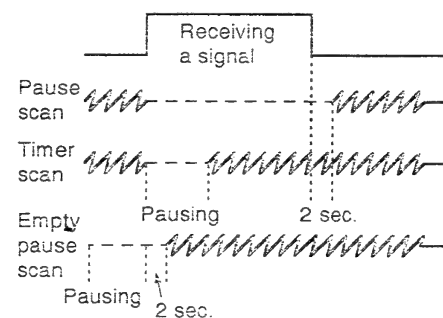 Receiving
a signal
Pause
scan
Timer
scan
Pausing
2 sec.
Empty
pause
scan
Pausing
2 sec.